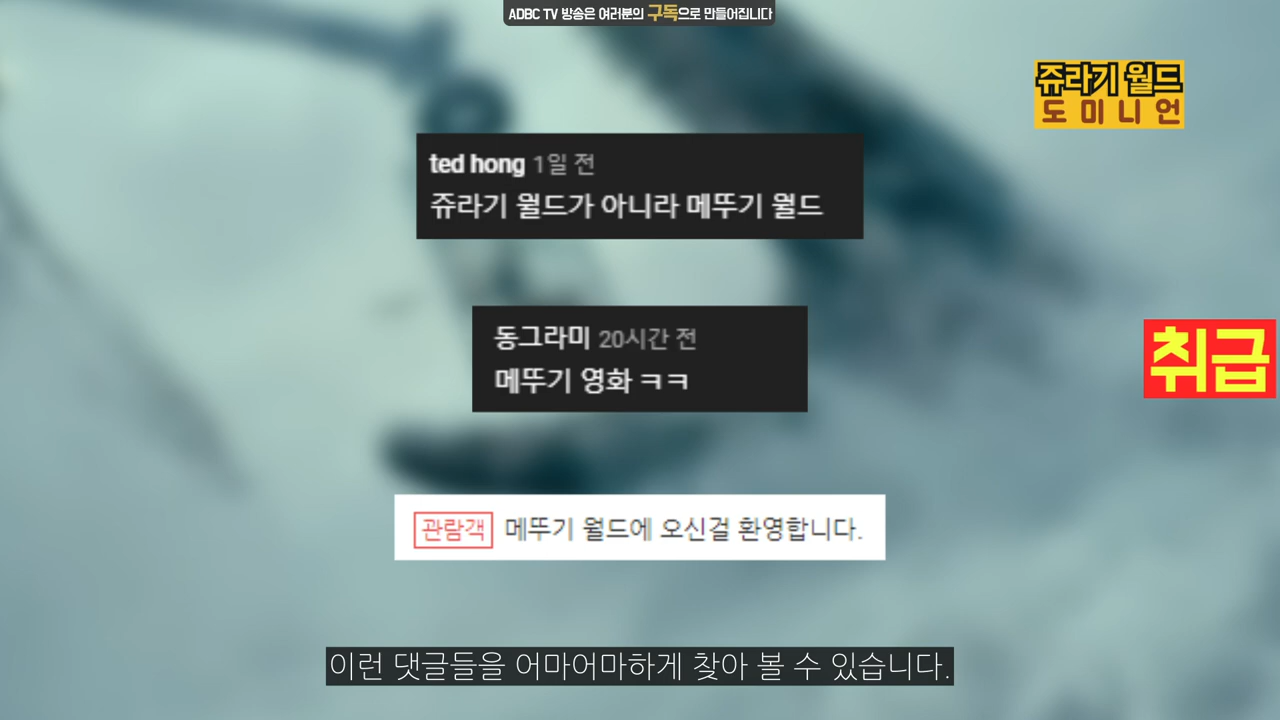 ADBC TV 방송은 여러분의 구독으로 만들어집니다
쥬라기 월드
도미니언
ted hong 1일 전
쥬라기 월드가 아니라 메뚜기 월드
동그라미 20시간 전
메뚜기 영화 ㅋㅋ
취급
관람객 메뚜기 월드에 오신걸 환영합니다.
이런 댓글들을 어마어마하게 찾아 볼 수 있습니다.